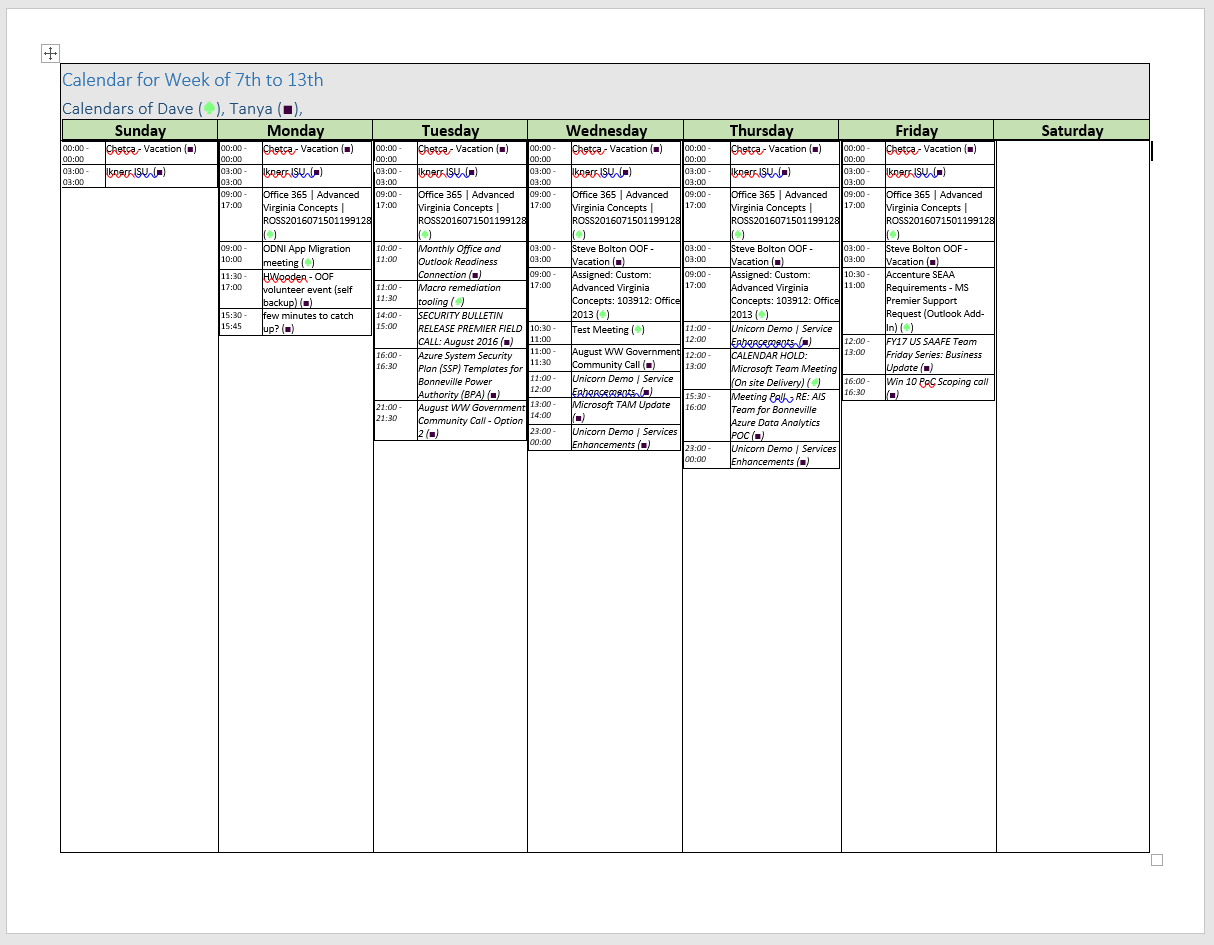 Calendar for Week of 7th to 13th
Calendars of Dave (♠), Tanya (■),
Sunday
Monday
Tuesday
Wednesday
Thursday
Friday
Saturday
00:00 -
00:00
Chetca - Vacation (■)
03:00 -
03:00
Iknerr ISU (■)
00:00 -
00:00
Chetca - Vacation (■)
03:00 -
03:00
Iknerr ISU (■)
09:00 -
17:00
Office 365 | Advanced
Virginia Concepts |
ROSS2016071501199128
(♠)
09:00 -
10:00
ODNI App Migration
meeting (♠)
11:30 -
17:00
HWooden - OOF
volunteer event (self
backup) (■)
15:30 -
15:45
few minutes to catch
up? (■)
00:00 -
00:00
Chetca - Vacation (■)
03:00 -
03:00
Iknerr ISU (■)
09:00 -
17:00
Office 365 | Advanced
Virginia Concepts |
ROSS2016071501199128
(♠)
10:00 -
11:00
Monthly Office and
Outlook Readiness
Connection (■)
11:00 -
11:30
Macro remediation
tooling (♠)
14:00 -
15:00
SECURITY BULLETIN
RELEASE PREMIER FIELD
CALL: August 2016 (■)
16:00 -
16:30
Azure System Security
Plan (SSP) Templates for
Bonneville Power
Authority (BPA) (■)
21:00 -
21:30
August WW Government
Community Call - Option
2 (■)
00:00 -
00:00
Chetca - Vacation (■)
03:00 -
03:00
Iknerr ISU (■)
09:00 -
17:00
Office 365 | Advanced
Virginia Concepts |
ROSS2016071501199128
(♠)
03:00 -
03:00
Steve Bolton OOF -
Vacation (■)
09:00 -
17:00
Assigned: Custom:
Advanced Virginia
Concepts: 103912: Office
2013 (♠)
10:30 -
11:00
Test Meeting (♠)
11:00 -
11:30
August WW Government
Community Call (■)
11:00 -
12:00
Unicorn Demo | Service
Enhancements (■)
13:00 -
14:00
Microsoft TAM Update
(■)
23:00 -
00:00
Unicorn Demo | Services
Enhancements (■)
00:00 -
00:00
Chetca - Vacation (■)
03:00 -
03:00
Iknerr ISU (■)
09:00 -
17:00
Office 365 | Advanced
Virginia Concepts |
ROSS2016071501199128
(♠)
03:00 -
03:00
Steve Bolton OOF -
Vacation (■)
09:00 -
17:00
Assigned: Custom:
Advanced Virginia
Concepts: 103912: Office
2013 (♠)
11:00 -
12:00
Unicorn Demo | Service
Enhancements (■)
12:00 -
13:00
CALENDAR HOLD:
Microsoft Team Meeting
(On site Delivery) (♠)
15:30 -
16:00
Meeting Poll - RE: AIS
Team for Bonneville
Azure Data Analytics
POC (■)
23:00 -
00:00
Unicorn Demo | Services
Enhancements (■)
00:00 -
00:00
Chetca - Vacation (■)
03:00 -
03:00
Iknerr ISU (■)
09:00 -
17:00
Office 365 | Advanced
Virginia Concepts |
ROSS2016071501199128
(♠)
03:00 -
03:00
Steve Bolton OOF -
Vacation (■)
10:30 -
11:00
Accenture SEAA
Requirements - MS
Premier Support
Request (Outlook Add-
In) (♠)
12:00 -
13:00
FY17 US SAAFE Team
Friday Series: Business
Update (■)
16:00 -
16:30
Win 10 PoC Scoping call
(■)